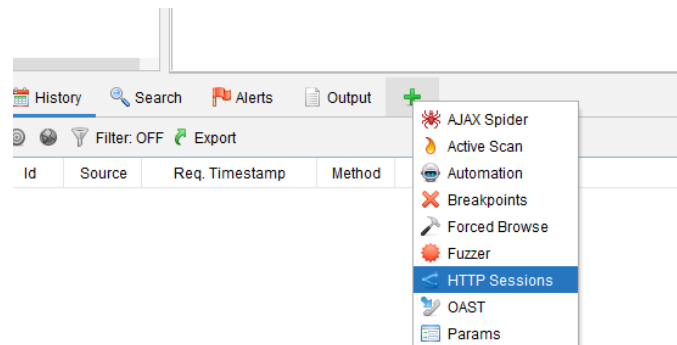 History Search Alerts Output
Filter: OFF Export
Id Source Req. Timestamp Method
AJAX Spider
Active Scan
Automation
Breakpoints
Forced Browse
Fuzzer
HTTP Sessions
OAST
Params